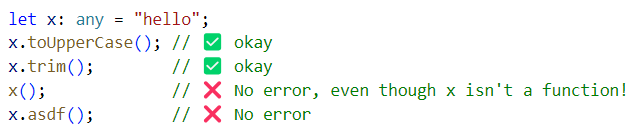 let x: any = "hello";
x.toUpperCase(); // ✅ okay
x.trim();        // ✅ okay
x();             // ❌ No error, even though x isn't a function!
x.asdf();        // ❌ No error